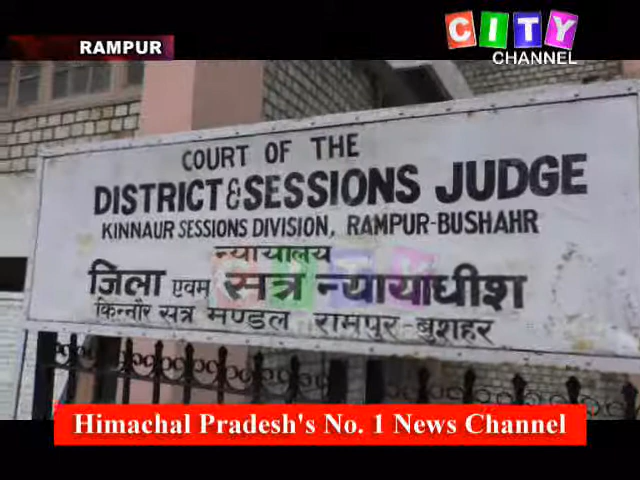 RAMPUR
CITY
CHANNEL
COURT OF THE
DISTRICT & SESSIONS JUDGE
KINNAUR SESSIONS DIVISION, RAMPUR-BUSHAHR
न्यायालय
जिला एवम सत्र न्यायाधीश
किन्नौर सत्र मण्डल रामपुर-बुशहर
Himachal Pradesh's No. 1 News Channel